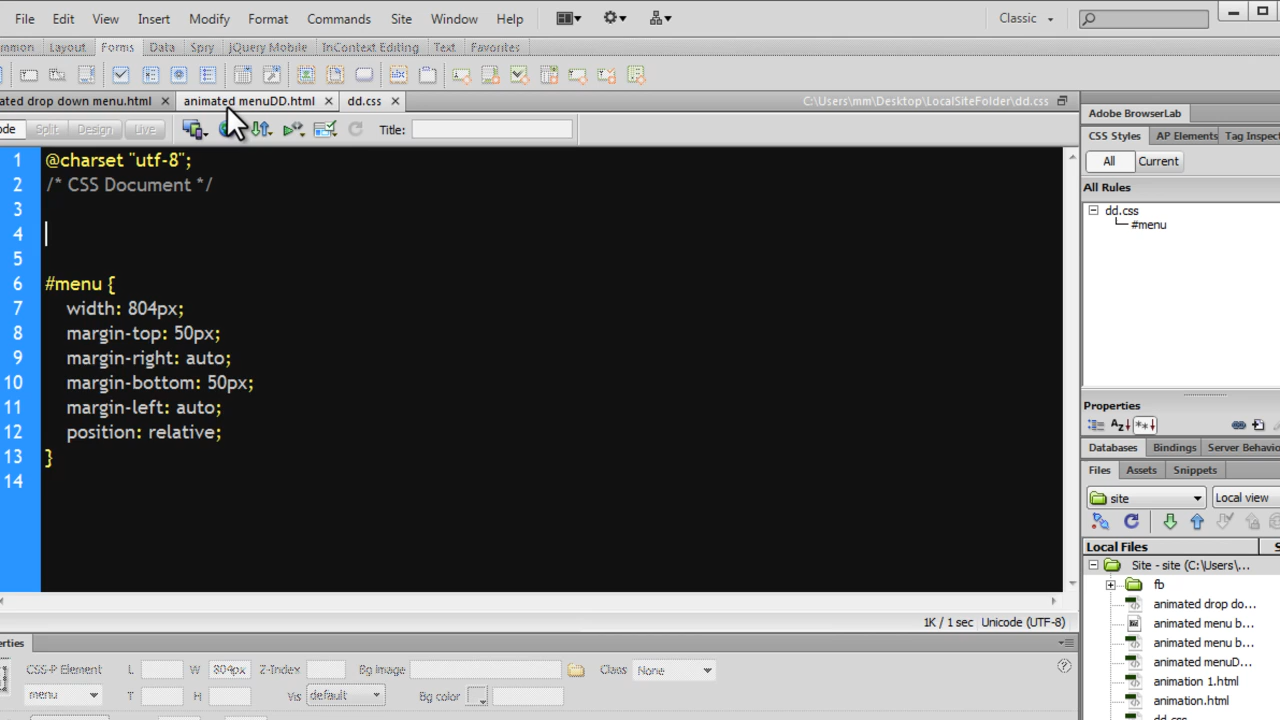 File Edit View Insert Modify Format Commands Site Window Help Classic
mmon Layout Forms Data Spry jQuery Mobile InContext Editing Text Favorites
ated drop down menu.html animated menuDD.html dd.css C:\Users\mm\Desktop\LocalSiteFolder\dd.css
ode Split Design Live Title:
1 @charset "utf-8";
2 /* CSS Document */
3
4
5
6 #menu {
7 width: 804px;
8 margin-top: 50px;
9 margin-right: auto;
10 margin-bottom: 50px;
11 margin-left: auto;
12 position: relative;
13 }
14
1K / 1 sec Unicode (UTF-8)
erties
CSS-P Element L W 804px Z-Index Bg image Class None
menu T H Vis default
Adobe BrowserLab
CSS Styles AP Elements Tag Inspect
All Current
All Rules
dd.css
#menu
Properties
Az
Databases Bindings Server Behavio
Files Assets Snippets
site Local view
Local Files S
Site - site (C:\Users\...
fb
animated drop do...
animated menu b...
animated menu b...
animated menuD...
animation 1.html
animation.html
dd.css